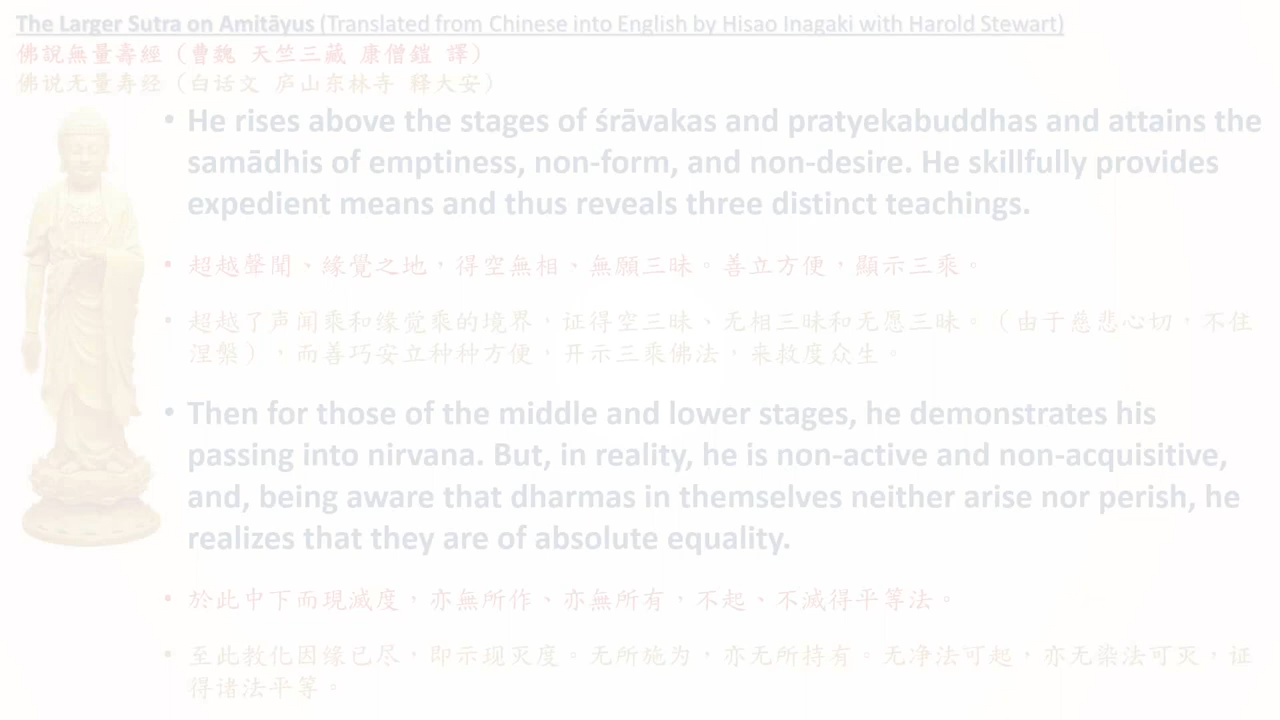 The Larger Sutra on Amitāyus (Translated from Chinese into English by Hisao Inagaki with Harold Stewart)
佛說無量壽經（曹魏 天竺三藏 康僧鎧 譯）
佛说无量寿经（白话文 庐山东林寺 释大安）
• He rises above the stages of śrāvakas and pratyekabuddhas and attains the
samādhis of emptiness, non-form, and non-desire. He skillfully provides
expedient means and thus reveals three distinct teachings.
• 超越聲聞、緣覺之地，得空無相、無願三昧。善立方便，顯示三乘。
• 超越了声闻乘和缘觉乘的境界，证得空三昧、无相三昧和无愿三昧。（由于慈悲心切，不住
涅槃），而善巧安立种种方便，开示三乘佛法，来救度众生。
• Then for those of the middle and lower stages, he demonstrates his
passing into nirvana. But, in reality, he is non-active and non-acquisitive,
and, being aware that dharmas in themselves neither arise nor perish, he
realizes that they are of absolute equality.
• 於此中下而現滅度，亦無所作、亦無所有，不起、不滅得平等法。
• 至此教化因缘已尽，即示现灭度。无所施为，亦无所持有。无净法可起，亦无染法可灭，证
得诸法平等。